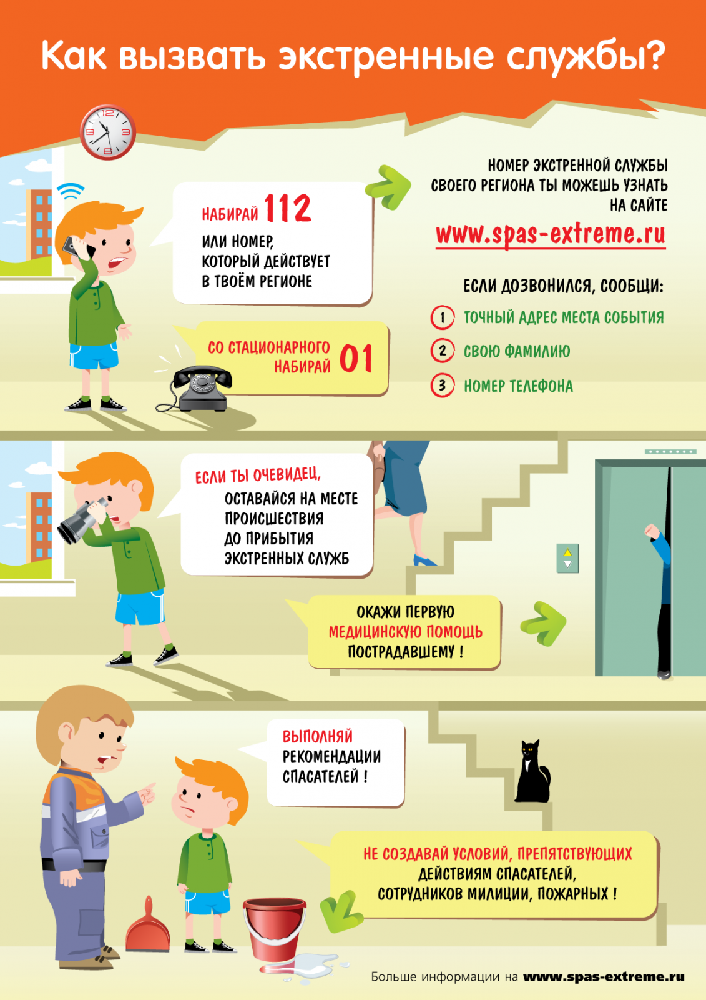 Как вызвать экстренные службы?
12
9
3
6
НАБИРАЙ 112
ИЛИ НОМЕР,
КОТОРЫЙ ДЕЙСТВУЕТ
В ТВОЁМ РЕГИОНЕ
НОМЕР ЭКСТРЕННОЙ СЛУЖБЫ
СВОЕГО РЕГИОНА ТЫ МОЖЕШЬ УЗНАТЬ
НА САЙТЕ
www.spas-extreme.ru
СО СТАЦИОНАРНОГО
НАБИРАЙ 01
ЕСЛИ ДОЗВОНИЛСЯ, СООБЩИ:
1 ТОЧНЫЙ АДРЕС МЕСТА СОБЫТИЯ
2 СВОЮ ФАМИЛИЮ
3 НОМЕР ТЕЛЕФОНА
ЕСЛИ ТЫ ОЧЕВИДЕЦ,
ОСТАВАЙСЯ НА МЕСТЕ
ПРОИСШЕСТВИЯ
ДО ПРИБЫТИЯ
ЭКСТРЕННЫХ СЛУЖБ
ОКАЖИ ПЕРВУЮ
МЕДИЦИНСКУЮ ПОМОЩЬ
ПОСТРАДАВШЕМУ !
ВЫПОЛНЯЙ
РЕКОМЕНДАЦИИ
СПАСАТЕЛЕЙ !
НЕ СОЗДАВАЙ УСЛОВИЙ, ПРЕПЯТСТВУЮЩИХ
ДЕЙСТВИЯМ СПАСАТЕЛЕЙ,
СОТРУДНИКОВ МИЛИЦИИ, ПОЖАРНЫХ !
Больше информации на www.spas-extreme.ru